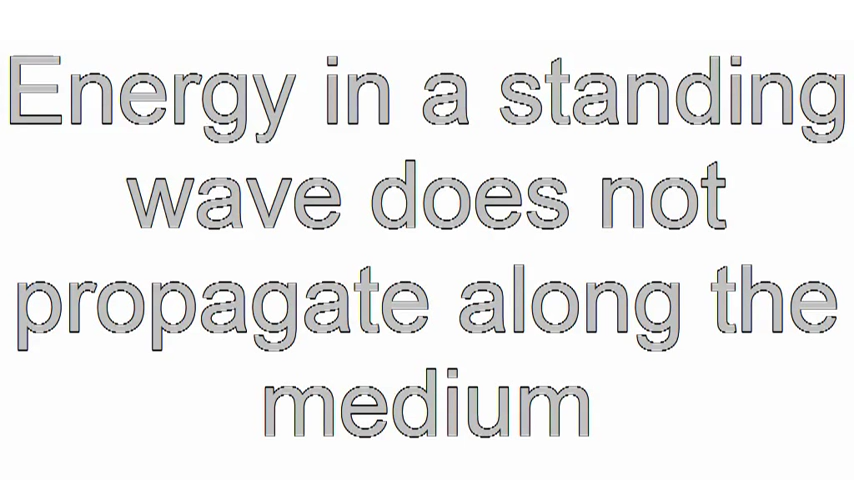 Energy in a standing
wave does not
propagate along the
medium